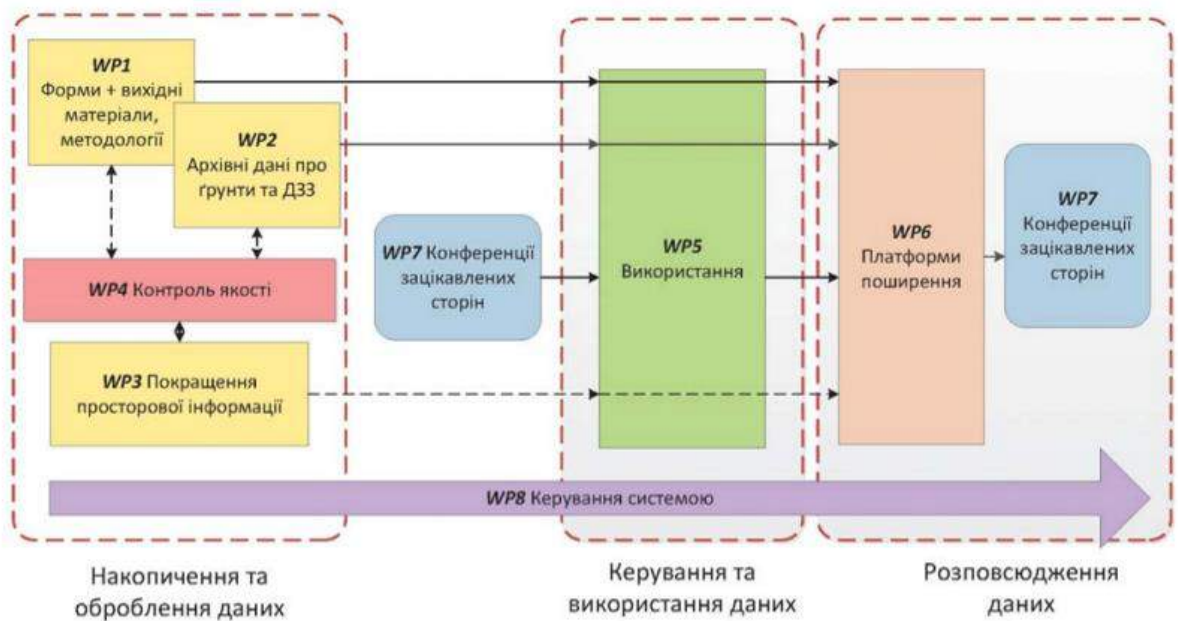 WP1
Форми + вихідні
матеріали,
методології
WP2
Архівні дані про
ґрунти та ДЗЗ
WP4 Контроль якості
WP3 Покращення
просторової інформації
WP7 Конференції
зацікавлених
сторін
WP5
Використання
WP6
Платформи
поширення
WP7
Конференції
зацікавлених
сторін
WP8 Керування системою
Накопичення та
оброблення даних
Керування та
використання даних
Розповсюдження
даних